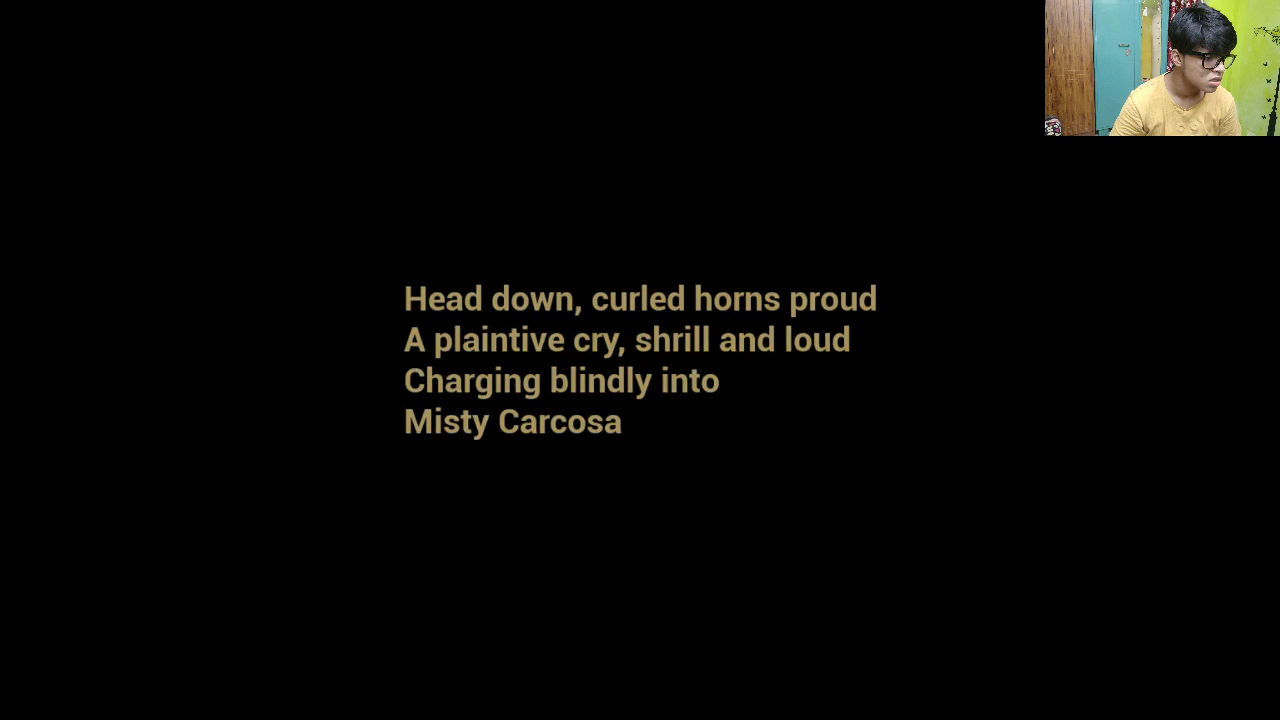 Head down, curled horns proud
A plaintive cry, shrill and loud
Charging blindly into
Misty Carcosa